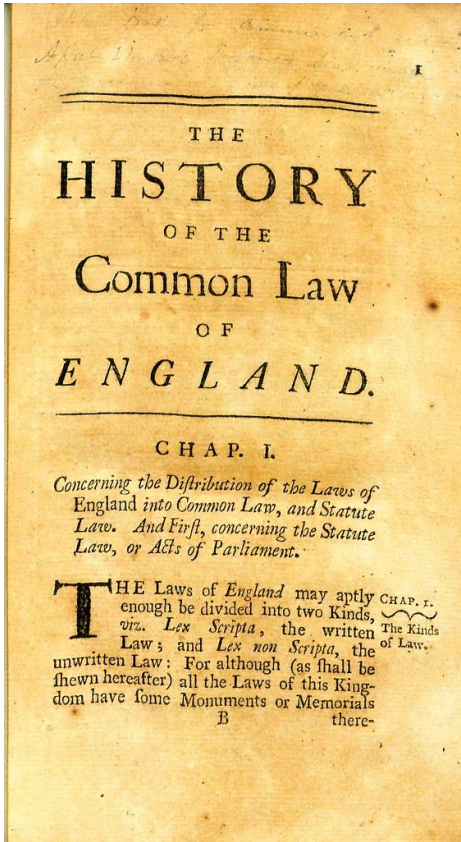 1
THE
HISTORY
OF THE
Common Law
OF
ENGLAND.
CHAP. I.
Concerning the Diſtribution of the Laws of
England into Common Law, and Statute
Law. And Firſt, concerning the Statute
Law, or Acts of Parliament.
THE Laws of England may aptly
enough be divided into two Kinds,
viz. Lex Scripta, the written
Law; and Lex non Scripta, the
unwritten Law: For although (as ſhall be
ſhewn hereafter) all the Laws of this King-
dom have ſome Monuments or Memorials
B there-
CHAP. 1.
The Kinds
of Law.